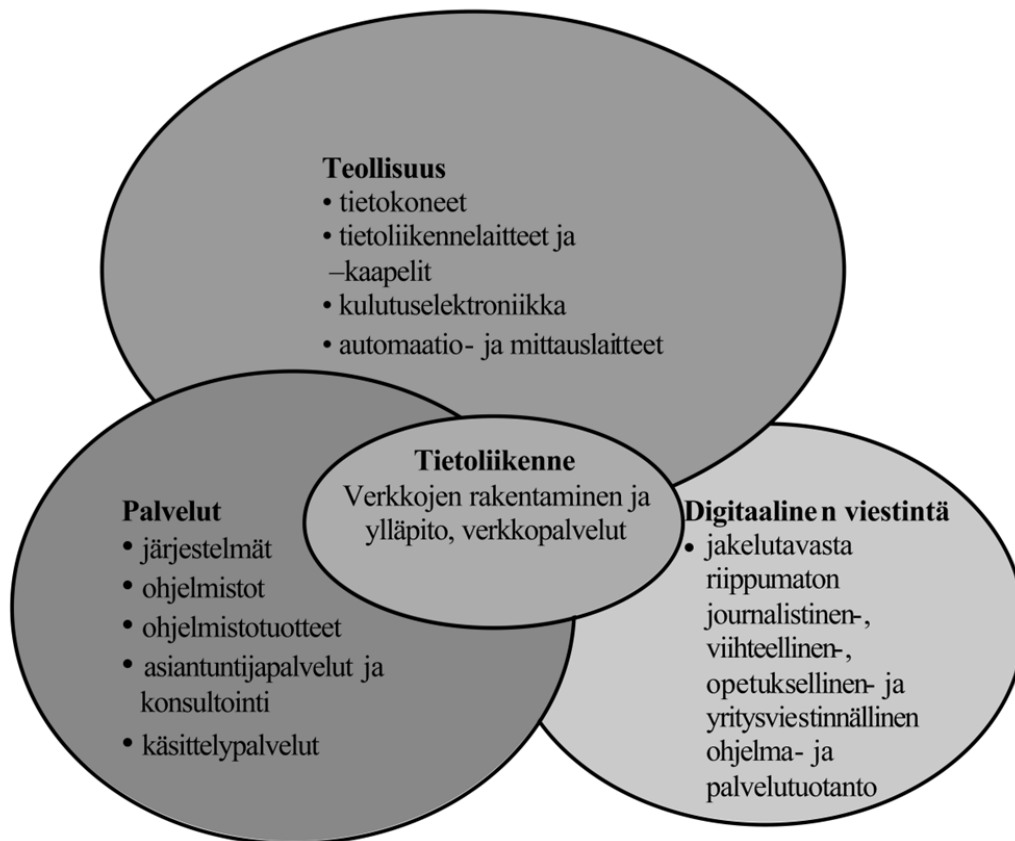 Teollisuus
• tietokoneet
• tietoliikennelaitteet ja
–kaapelit
• kulutuselektroniikka
• automaatio- ja mittauslaitteet
Tietoliikenne
Verkkojen rakentaminen ja
ylläpito, verkkopalvelut
Palvelut
• järjestelmät
• ohjelmistot
• ohjelmistotuotteet
• asiantuntijapalvelut ja
konsultointi
• käsittelypalvelut
Digitaalinen viestintä
• jakelutavasta
riippumaton
journalistinen-,
viihteellinen-,
opetuksellinen- ja
yritysviestinnällinen
ohjelma- ja
palvelutuotanto